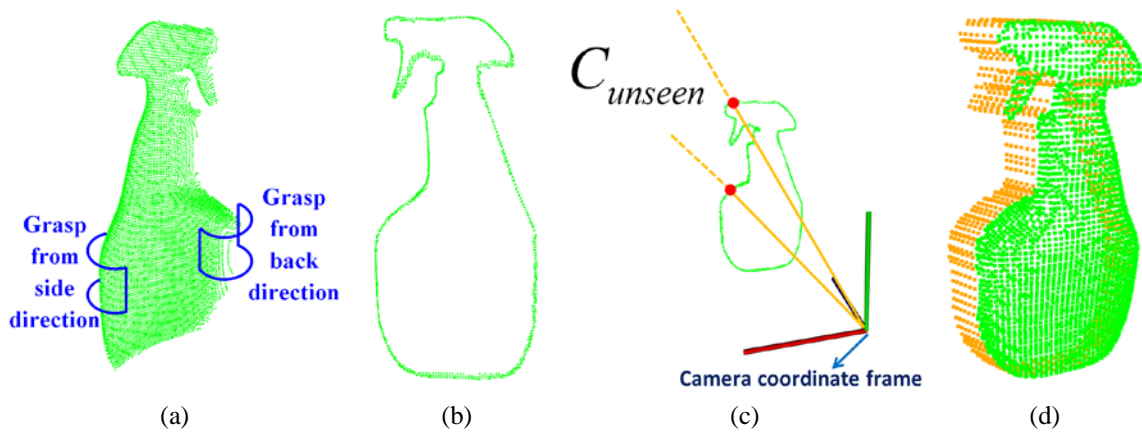 Grasp
from
side
direction
Grasp
from
back
direction
C unseen
Camera coordinate frame
(a)
(b)
(c)
(d)